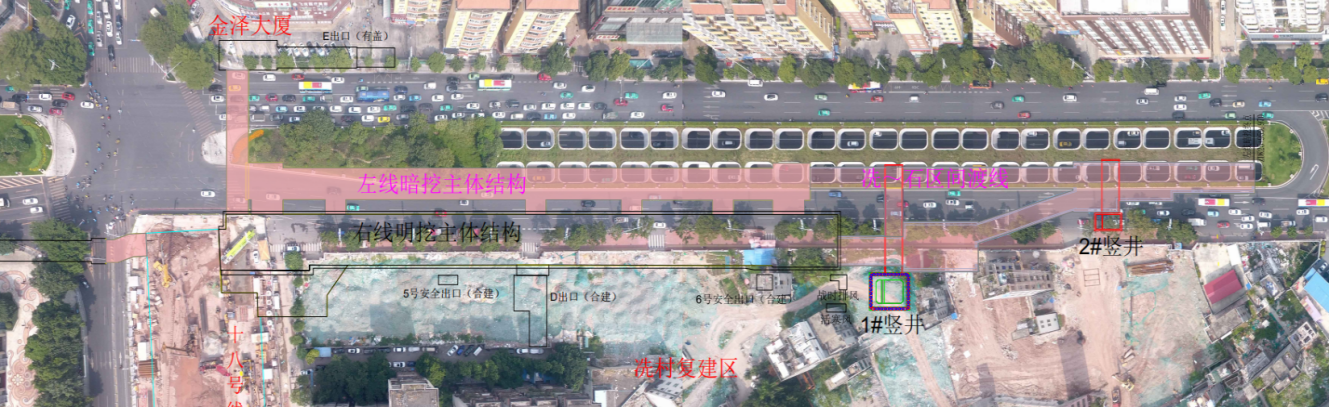 金泽大厦
E出口（有盖）
左线暗挖主体结构
冼
石区间渡线
右线明挖主体结构
2#竖井
5号安全出口（合建）
D出口（合建）
6号安全出口（合建）
1#竖井
十八号线
冼村复建区